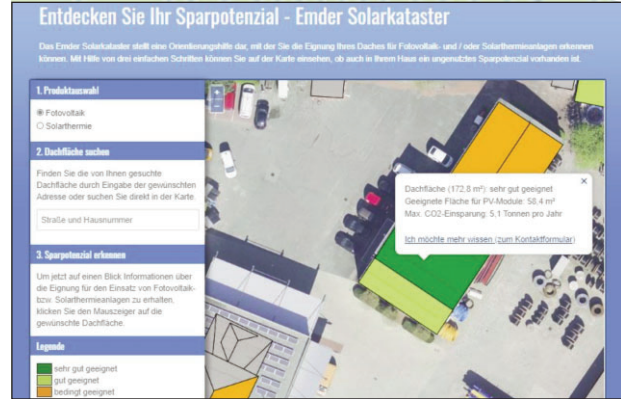 Entdecken Sie Ihr Sparpotenzial - Emder Solarkataster
Das Emder Solarkataster stellt eine Orientierungshilfe dar, mit der Sie die Eignung Ihres Daches für Fotovoltaik- und / oder Solarthermieanlagen erkennen
können. Mit Hilfe von drei einfachen Schritten können Sie auf der Karte einsehen, ob auch in Ihrem Haus ein ungenutztes Sparpotenzial vorhanden ist.
1. Produktauswahl
Fotovoltaik
Solarthermie
2. Dachfläche suchen
Finden Sie die von Ihnen gesuchte
Dachfläche durch Eingabe der gewünschten
Adresse oder suchen Sie direkt in der Karte.
Straße und Hausnummer
3. Sparpotenzial erkennen
Um jetzt auf einen Blick Informationen über
die Eignung für den Einsatz von Fotovoltaik-
bzw. Solarthermieanlagen zu erhalten,
klicken Sie den Mauszeiger auf die
gewünschte Dachfläche.
Legende
sehr gut geeignet
gut geeignet
bedingt geeignet
Dachfläche (172,8 m²): sehr gut geeignet
Geeignete Fläche für PV-Module: 58,4 m²
Max. CO2-Einsparung: 5,1 Tonnen pro Jahr
Ich möchte mehr wissen (zum Kontaktformular)